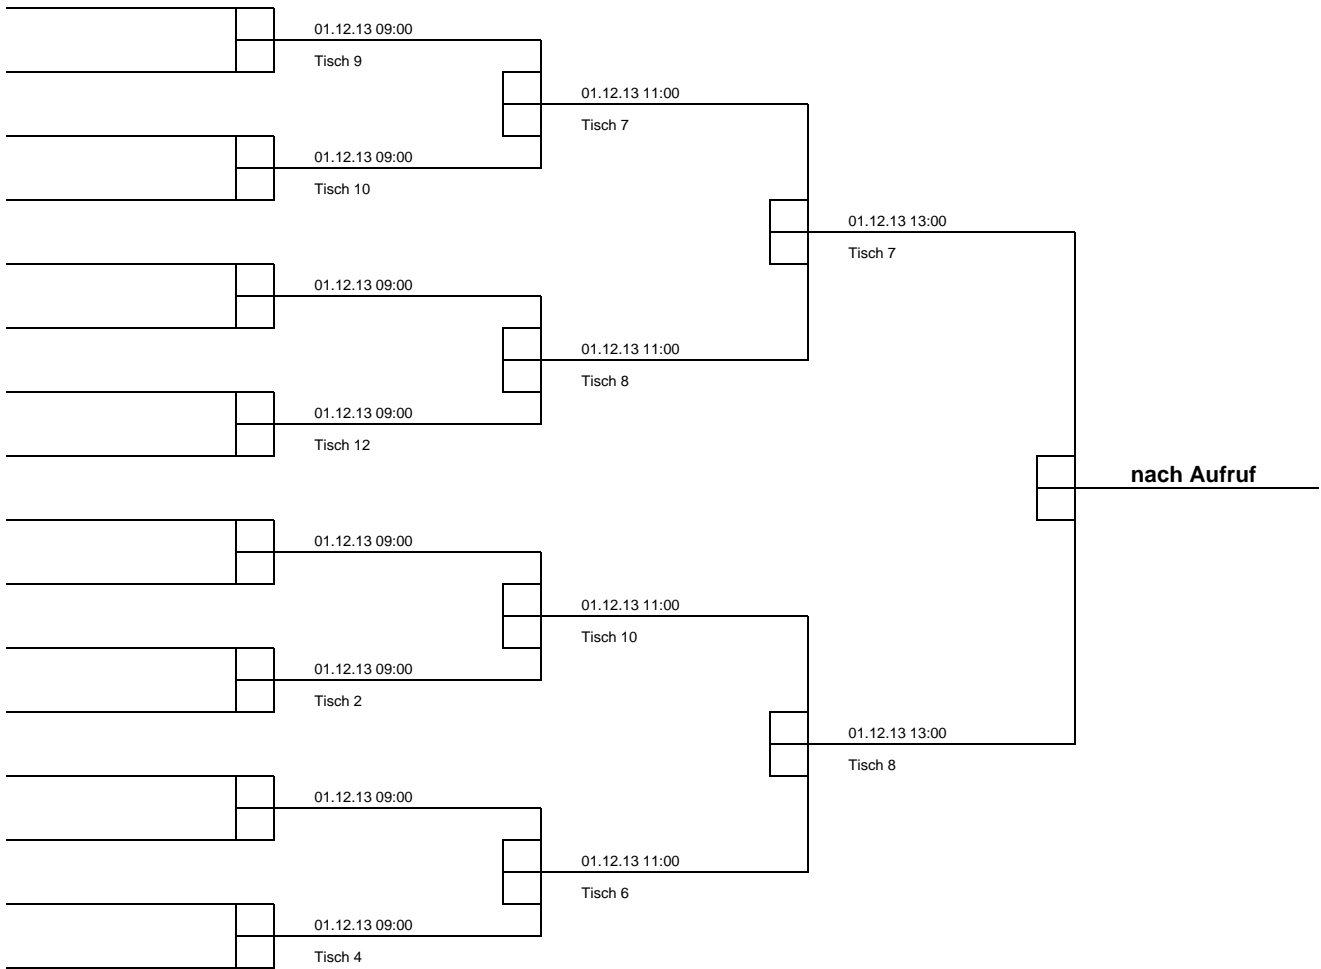 01.12.13 09:00
Tisch 9
01.12.13 11:00
Tisch 7
01.12.13 09:00
Tisch 10
01.12.13 13:00
Tisch 7
01.12.13 09:00
01.12.13 11:00
Tisch 8
01.12.13 09:00
Tisch 12
nach Aufruf
01.12.13 09:00
01.12.13 11:00
Tisch 10
01.12.13 09:00
Tisch 2
01.12.13 13:00
Tisch 8
01.12.13 09:00
01.12.13 11:00
Tisch 6
01.12.13 09:00
Tisch 4